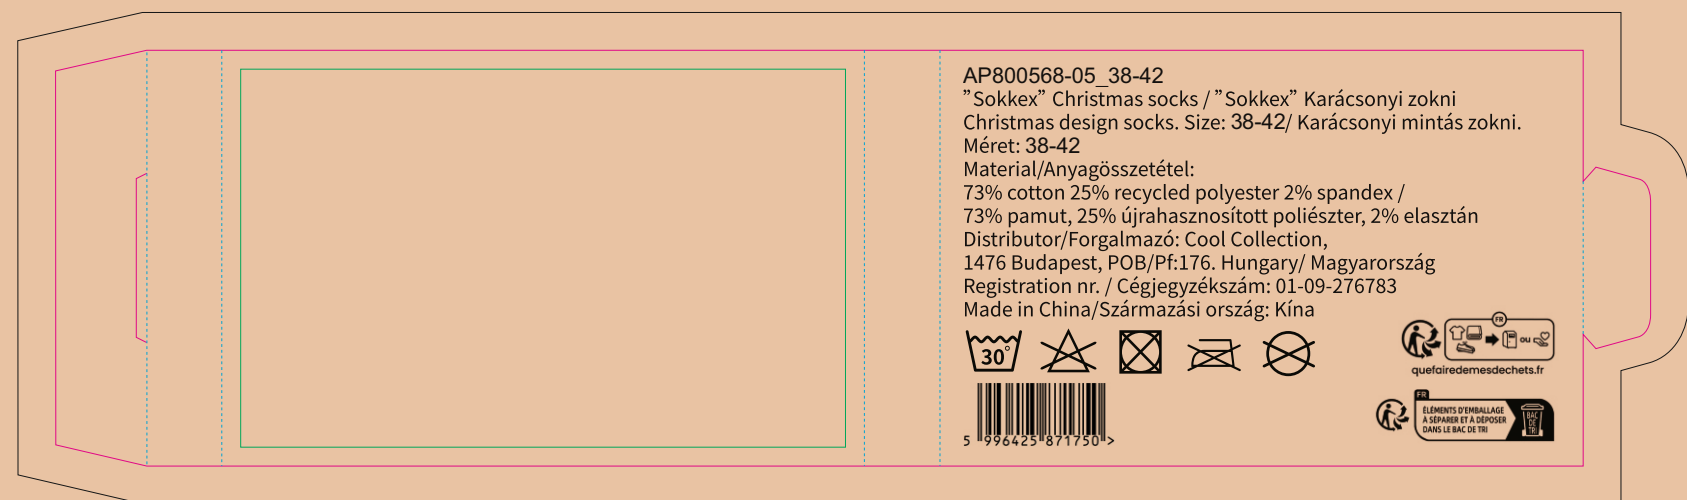 AP800568-05_38-42
”Sokkex” Christmas socks / ”Sokkex” Karácsonyi zokni
Christmas design socks. Size: 38-42/ Karácsonyi mintás zokni.
Méret: 38-42
Material/Anyagösszetétel:
73% cotton 25% recycled polyester 2% spandex /
73% pamut, 25% újrahasznosított poliészter, 2% elasztán
Distributor/Forgalmazó: Cool Collection,
1476 Budapest, POB/Pf:176. Hungary/ Magyarország
Registration nr. / Cégjegyzékszám: 01-09-276783
Made in China/Származási ország: Kína
30°
FR
ou
quefairedemesdechets.fr
FR
ÉLÉMENTS D'EMBALLAGE
À SÉPARER ET À DÉPOSER
DANS LE BAC DE TRI
BAC
DE
TRI
5 996425 871750 >